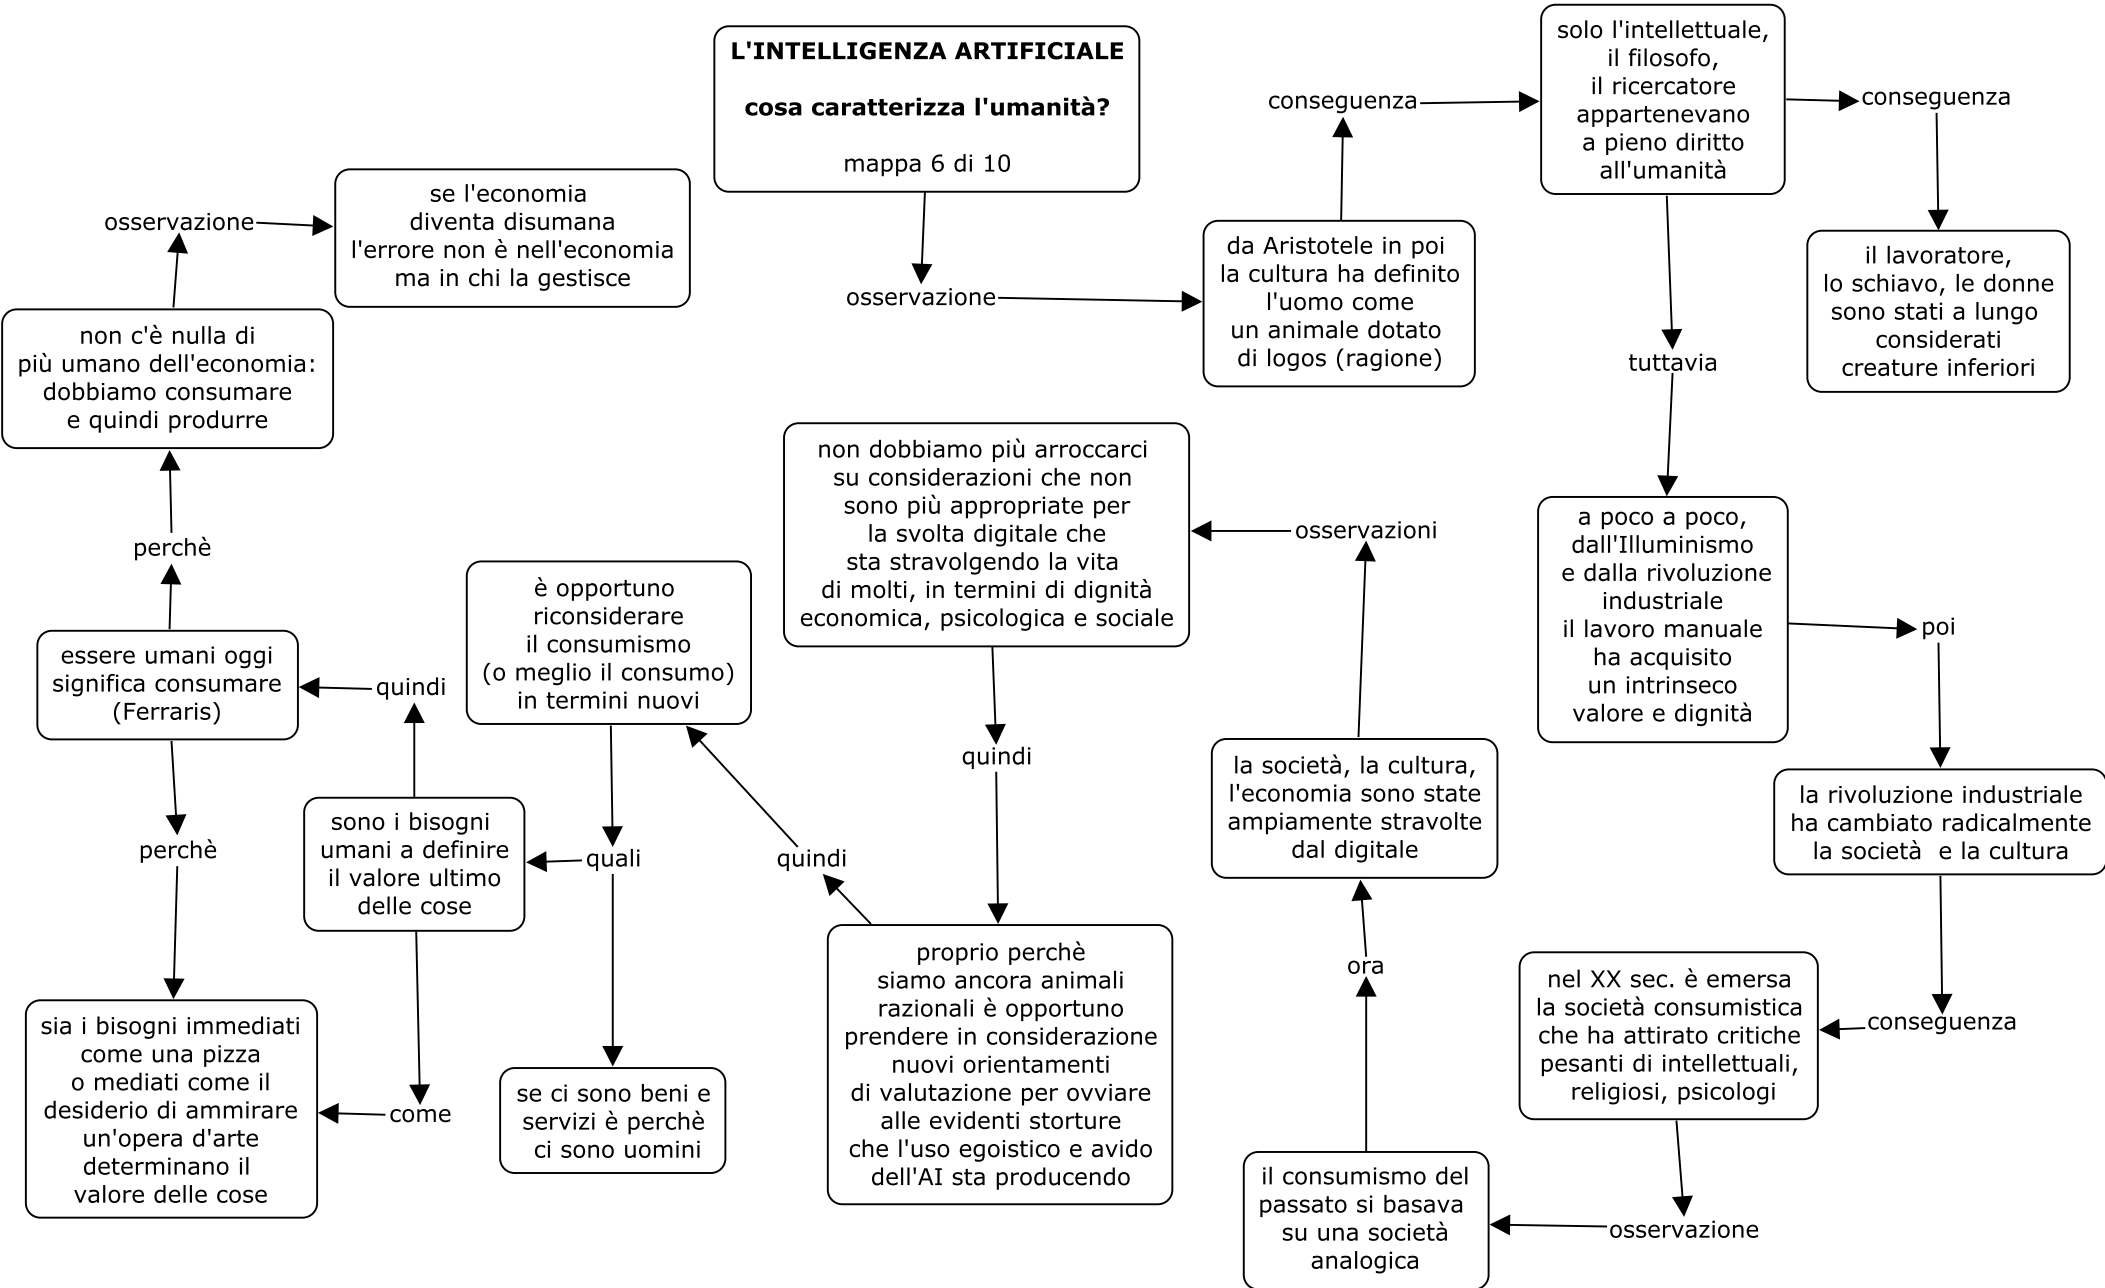 L'INTELLIGENZA ARTIFICIALE
cosa caratterizza l'umanità?
mappa 6 di 10
osservazione
da Aristotele in poi
la cultura ha definito
l'uomo come
un animale dotato
di logos (ragione)
conseguenza
solo l'intellettuale,
il filosofo,
il ricercatore
appartenevano
a pieno diritto
all'umanità
conseguenza
il lavoratore,
lo schiavo, le donne
sono stati a lungo
considerati
creature inferiori
tuttavia
a poco a poco,
dall'Illuminismo
e dalla rivoluzione
industriale
il lavoro manuale
ha acquisito
un intrinseco
valore e dignità
poi
la rivoluzione industriale
ha cambiato radicalmente
la società e la cultura
conseguenza
nel XX sec. è emersa
la società consumistica
che ha attirato critiche
pesanti di intellettuali,
religiosi, psicologi
osservazione
il consumismo del
passato si basava
su una società
analogica
ora
la società, la cultura,
l'economia sono state
ampiamente stravolte
dal digitale
osservazioni
non dobbiamo più arroccarci
su considerazioni che non
sono più appropriate per
la svolta digitale che
sta stravolgendo la vita
di molti, in termini di dignità
economica, psicologica e sociale
quindi
proprio perchè
siamo ancora animali
razionali è opportuno
prendere in considerazione
nuovi orientamenti
di valutazione per ovviare
alle evidenti storture
che l'uso egoistico e avido
dell'AI sta producendo
quindi
è opportuno
riconsiderare
il consumismo
(o meglio il consumo)
in termini nuovi
quali
se ci sono beni e
servizi è perchè
ci sono uomini
sono i bisogni
umani a definire
il valore ultimo
delle cose
come
sia i bisogni immediati
come una pizza
o mediati come il
desiderio di ammirare
un'opera d'arte
determinano il
valore delle cose
quindi
essere umani oggi
significa consumare
(Ferraris)
perchè
perchè
non c'è nulla di
più umano dell'economia:
dobbiamo consumare
e quindi produrre
osservazione
se l'economia
diventa disumana
l'errore non è nell'economia
ma in chi la gestisce